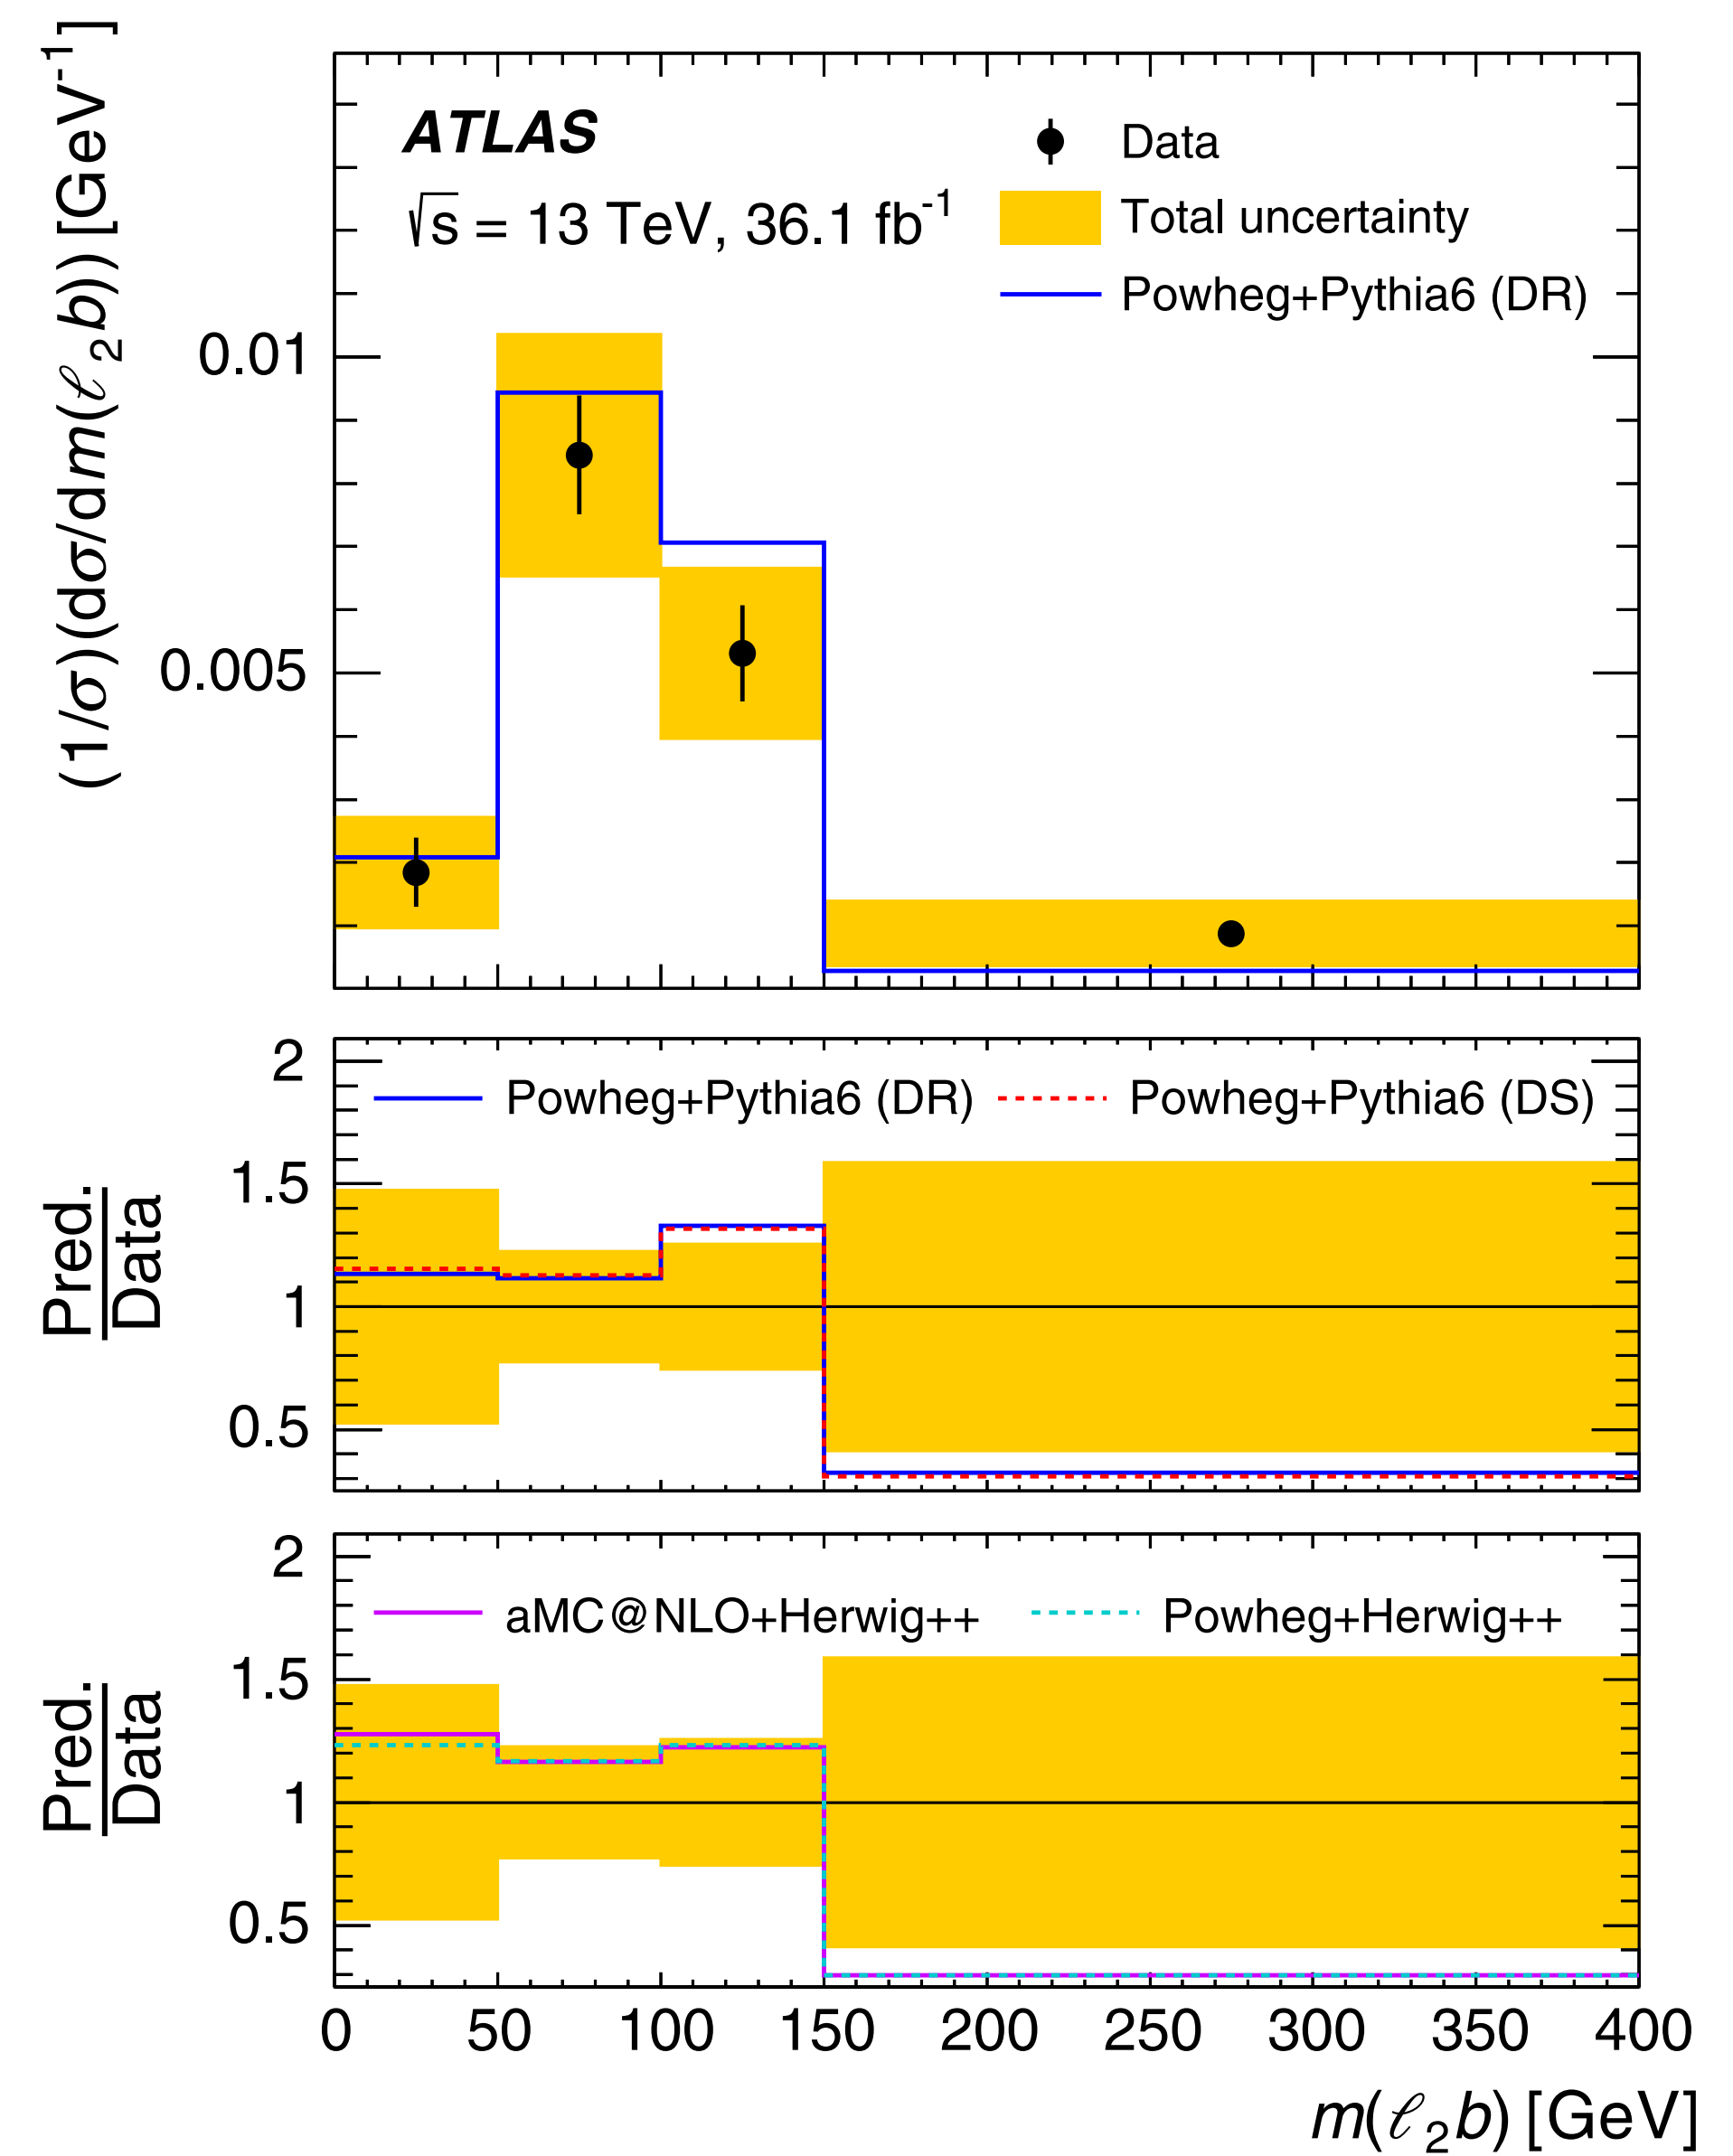 (1/σ)(dσ/dm(ℓ₂b)) [GeV⁻¹]
ATLAS
√s = 13 TeV, 36.1 fb⁻¹
Data
Total uncertainty
Powheg+Pythia6 (DR)
0.01
0.005
Pred.
Data
2
1.5
1
0.5
Powheg+Pythia6 (DR)
Powheg+Pythia6 (DS)
Pred.
Data
2
1.5
1
0.5
aMC@NLO+Herwig++
Powheg+Herwig++
0 50 100 150 200 250 300 350 400
m(ℓ₂b) [GeV]